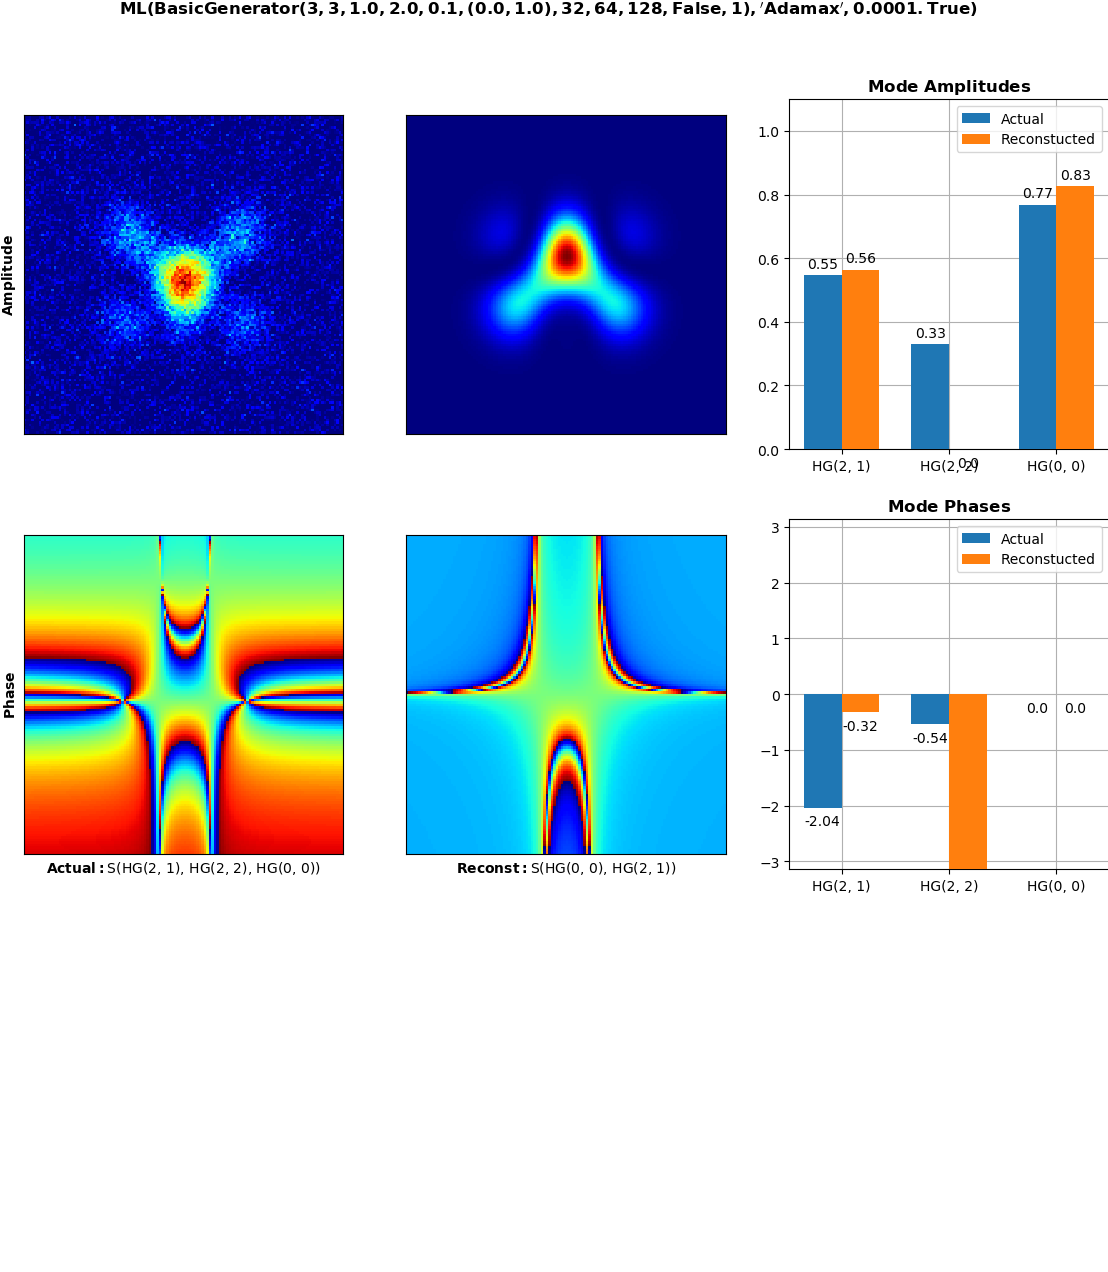 ML(BasicGenerator(3, 3, 1.0, 2.0, 0.1, (0.0, 1.0), 32, 64, 128, False, 1), ′Adamax′, 0.0001. True)
Amplitude
Mode Amplitudes
Actual
Reconstucted
1.0
0.8
0.6
0.4
0.2
0.0
0.55
0.56
0.33
0.0
0.77
0.83
HG(2, 1)
HG(2, 2)
HG(0, 0)
Phase
Actual: S(HG(2, 1), HG(2, 2), HG(0, 0))
Reconst: S(HG(0, 0), HG(2, 1))
Mode Phases
Actual
Reconstucted
3
2
1
0
−1
−2
−3
-2.04
-0.32
-0.54
0.0
0.0
HG(2, 1)
HG(2, 2)
HG(0, 0)